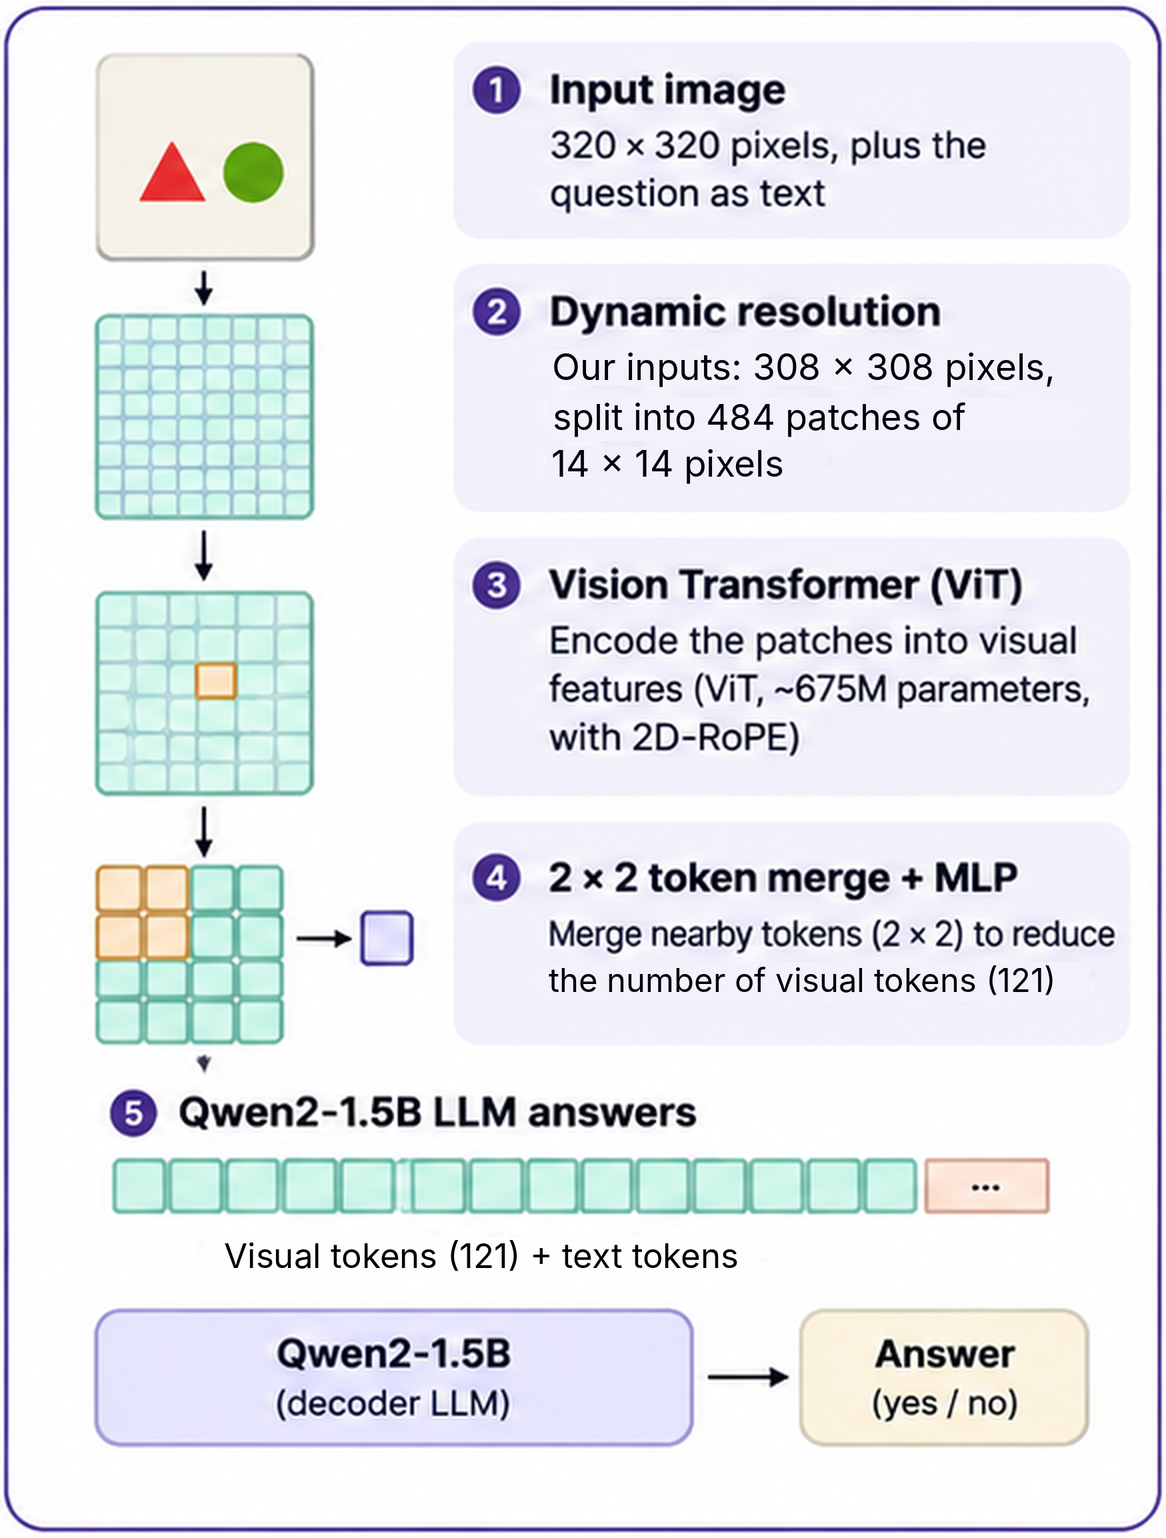 1 Input image
320 × 320 pixels, plus the
question as text
2 Dynamic resolution
Our inputs: 308 × 308 pixels,
split into 484 patches of
14 × 14 pixels
3 Vision Transformer (ViT)
Encode the patches into visual
features (ViT, ~675M parameters,
with 2D-RoPE)
4 2 × 2 token merge + MLP
Merge nearby tokens (2 × 2) to reduce
the number of visual tokens (121)
5 Qwen2-1.5B LLM answers
...
Visual tokens (121) + text tokens
Qwen2-1.5B
(decoder LLM)
Answer
(yes / no)